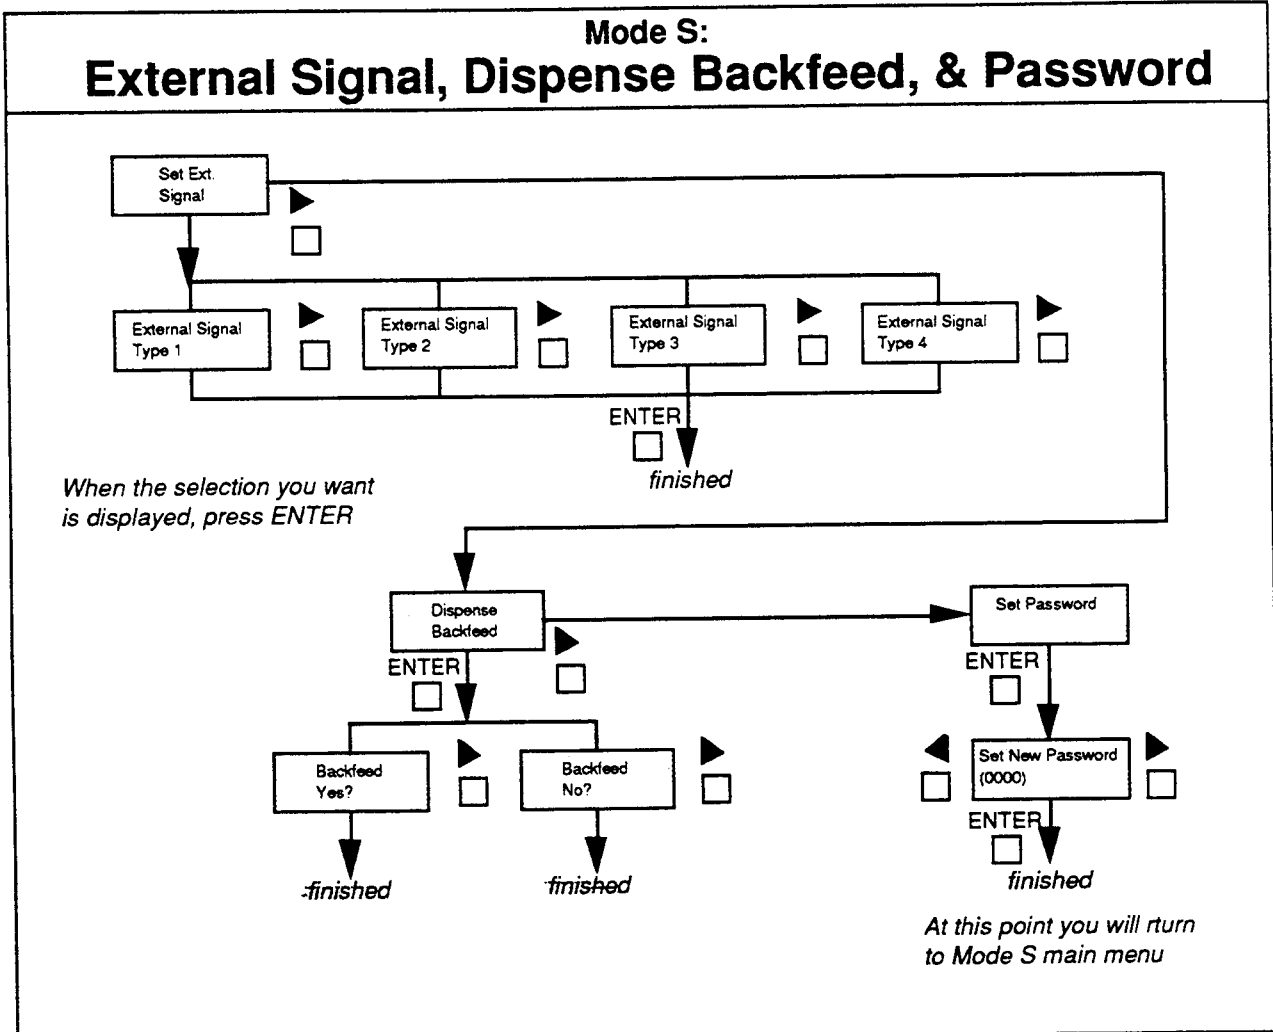 Mode S:
External Signal, Dispense Backfeed, & Password
Set Ext.
Signal
External Signal
Type 1
External Signal
Type 2
External Signal
Type 3
External Signal
Type 4
ENTER
finished
When the selection you want
is displayed, press ENTER
Dispense
Backfeed
Set Password
ENTER
ENTER
Backfeed
Yes?
Backfeed
No?
Set New Password
(0000)
ENTER
finished
finished
finished
At this point you will rturn
to Mode S main menu